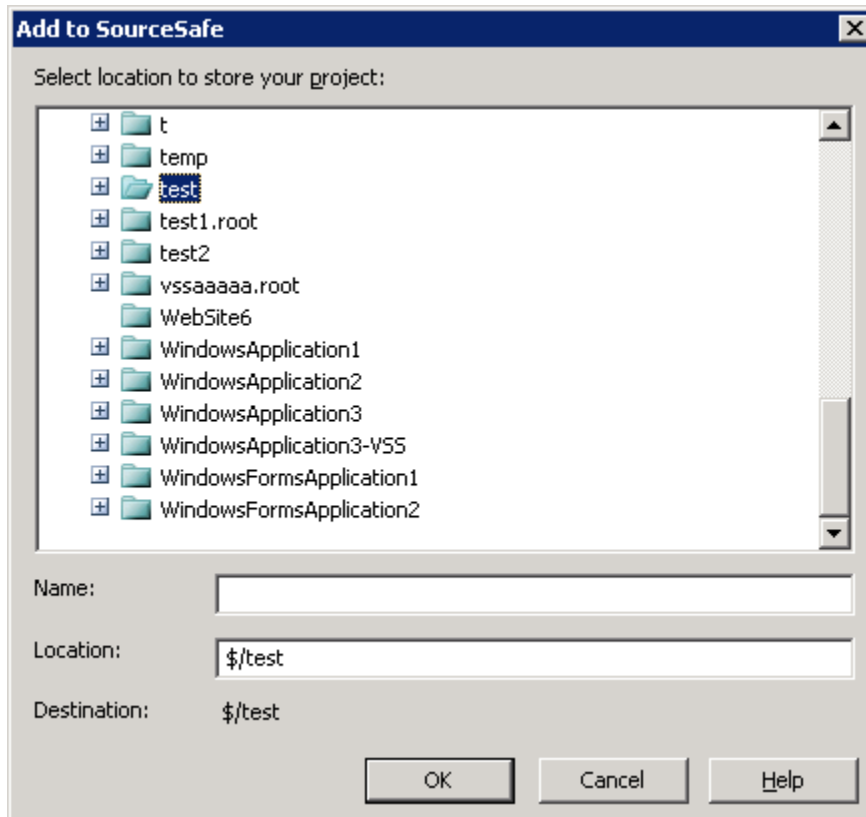 Add to SourceSafe
Select location to store your project:
t
temp
test
test1.root
test2
vssaaaaa.root
WebSite6
WindowsApplication1
WindowsApplication2
WindowsApplication3
WindowsApplication3-VSS
WindowsFormsApplication1
WindowsFormsApplication2
Name:
Location: $/test
Destination: $/test
OK Cancel Help